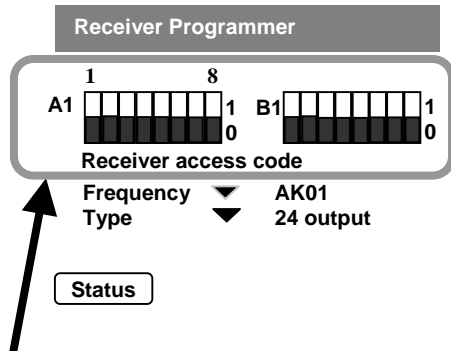 Receiver Programmer
1 8
A1 1 B1 1
0 0
Receiver access code
Frequency AK01
Type 24 output
Status